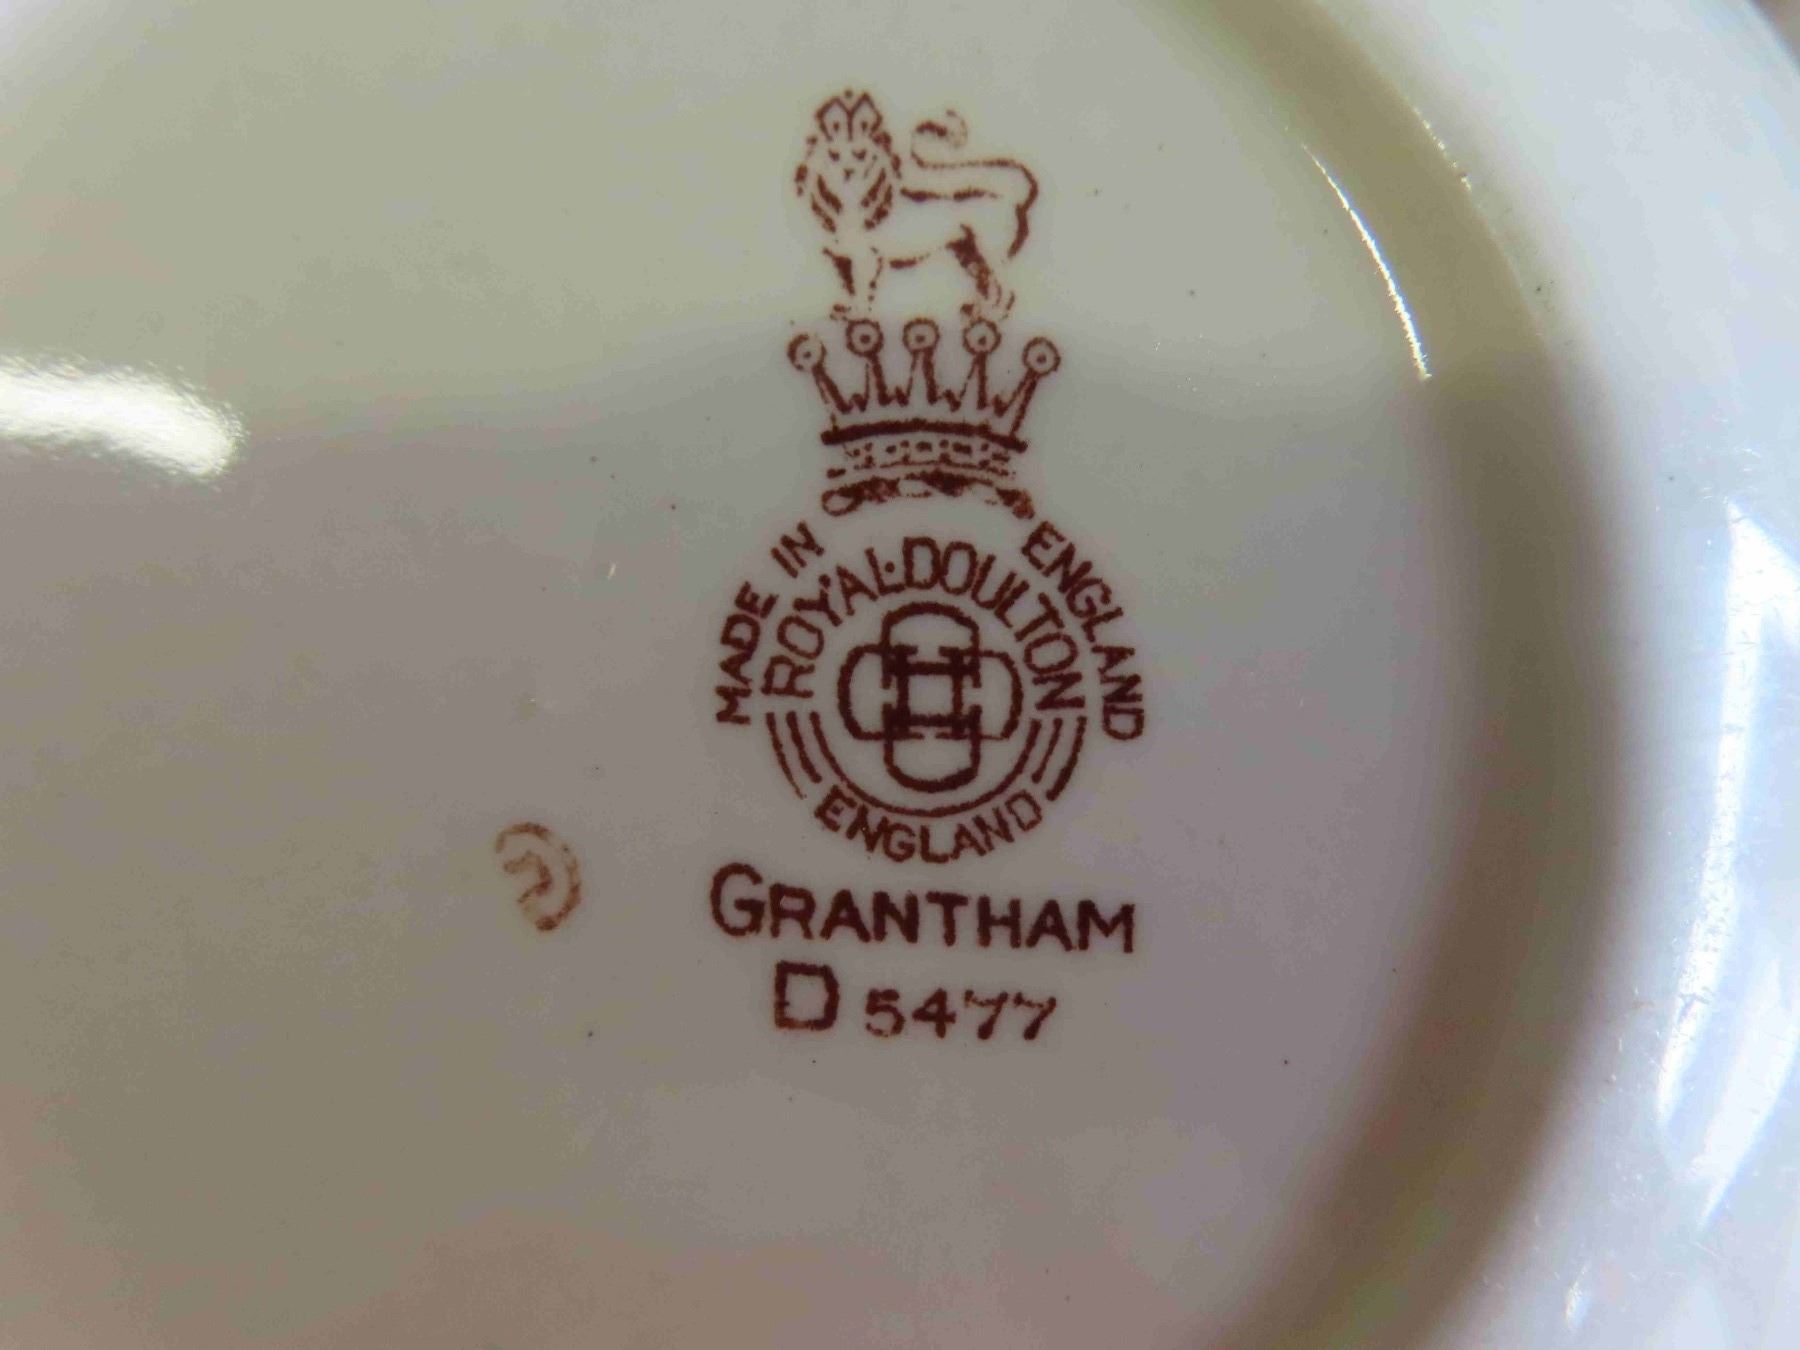 MADE IN ENGLAND
ROYAL·DOULTON
ENGLAND
GRANTHAM
D 5477